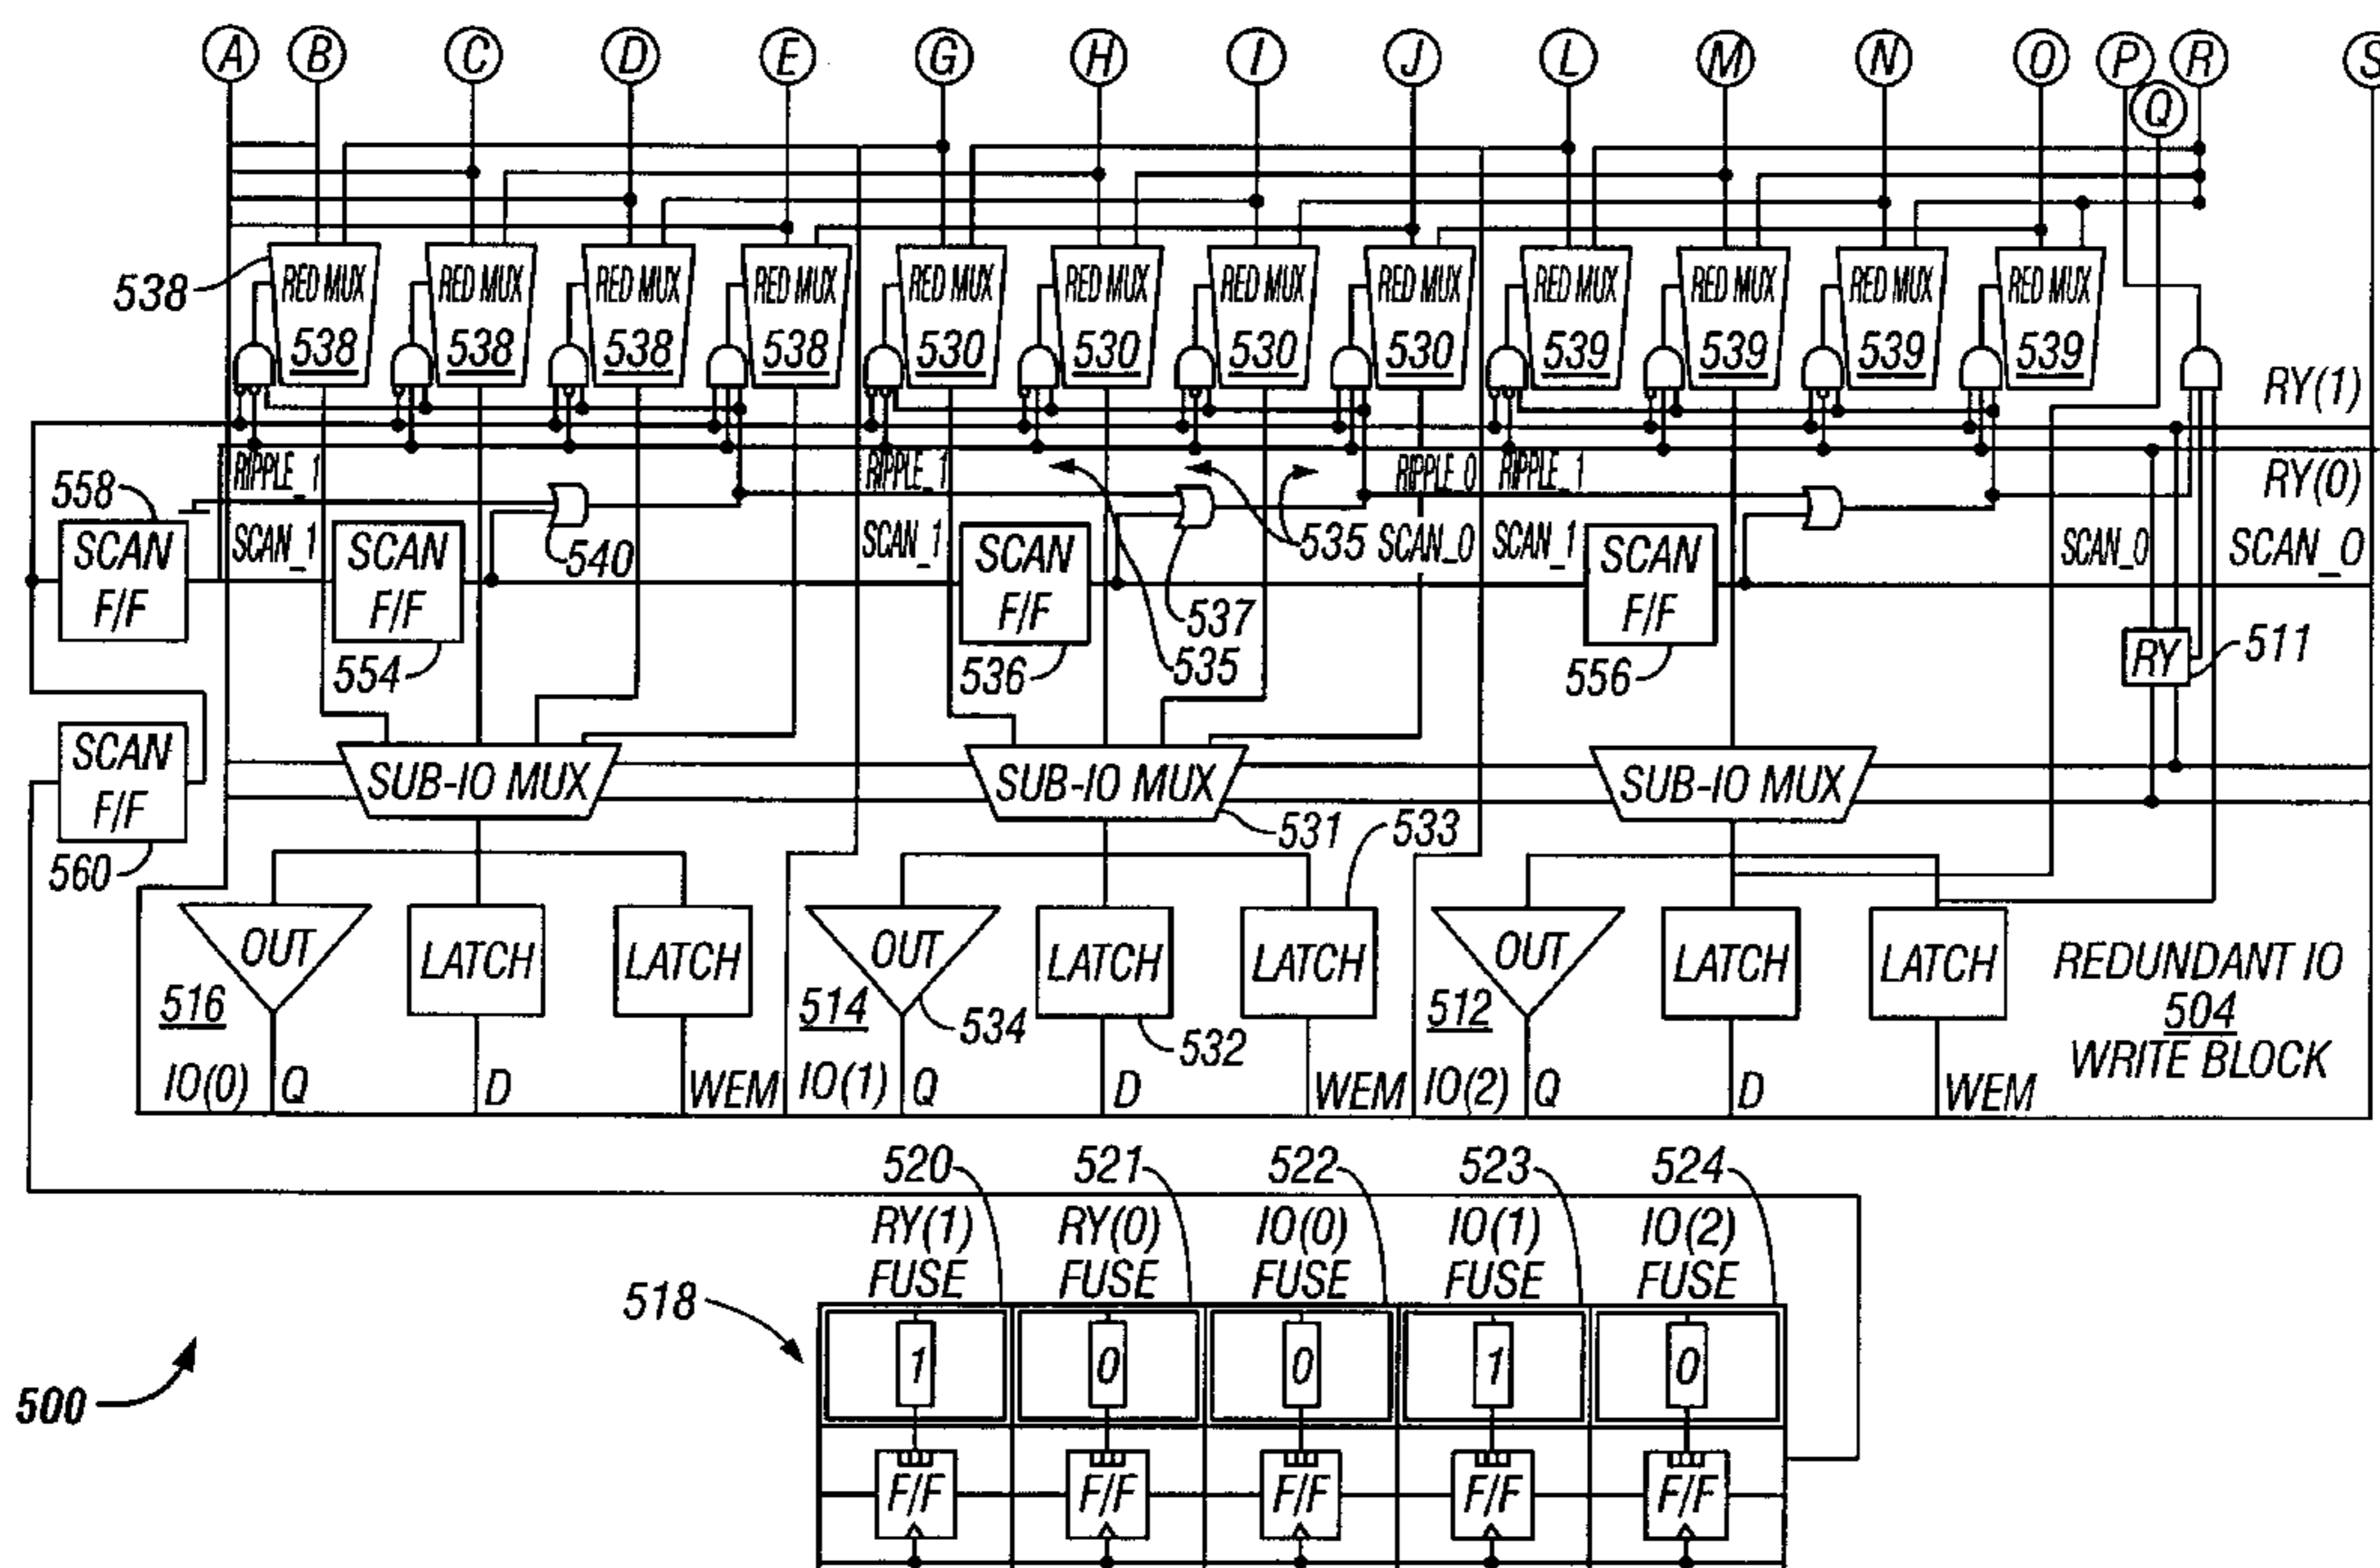 A B C D E G H I J L M N O P R S
Q
RED MUX RED MUX RED MUX RED MUX RED MUX RED MUX RED MUX RED MUX RED MUX RED MUX RED MUX RED MUX
538
538 538 538 538 530 530 530 530 539 539 539 539
RY(1)
RIPPLE_1 RIPPLE_1 RIPPLE_0 RIPPLE_1
RY(0)
558
SCAN F/F
SCAN_1
SCAN F/F
540
SCAN_1
SCAN F/F
535
SCAN_0
SCAN_1
SCAN F/F
SCAN_0
SCAN_0
537
554
536
535
556
RY
511
SCAN F/F
560
SUB-IO MUX
SUB-IO MUX
531
533
SUB-IO MUX
OUT LATCH LATCH
OUT LATCH LATCH
OUT LATCH LATCH
516
514
534
532
512
REDUNDANT IO
504
WRITE BLOCK
IO(0) Q D WEM
IO(1) Q D WEM
IO(2) Q D WEM
520 521 522 523 524
RY(1) RY(0) IO(0) IO(1) IO(2)
FUSE FUSE FUSE FUSE FUSE
518
1 0 0 1 0
500
F/F F/F F/F F/F F/F